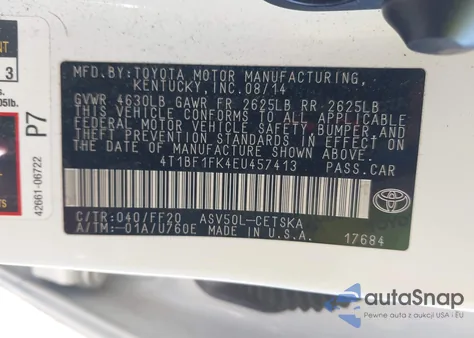 MFD.BY:TOYOTA MOTOR MANUFACTURING,
KENTUCKY, INC.08/14
GVWR 4630LB GAWR FR 2625LB RR 2625LB
THIS VEHICLE CONFORMS TO ALL APPLICABLE
FEDERAL MOTOR VEHICLE SAFETY,BUMPER,AND
THEFT PREVENTION STANDARDS IN EFFECT ON
THE DATE OF MANUFACTURE SHOWN ABOVE.
4T1BF1FK4EU457413 PASS.CAR
C/TR:040/FF20 ASV50L-CETSKA
A/TM:-01A/U760E MADE IN U.S.A.
17684
TOYOTA
P7
42661-06722
3
autoSnap
Pewne auta z aukcji USA i EU